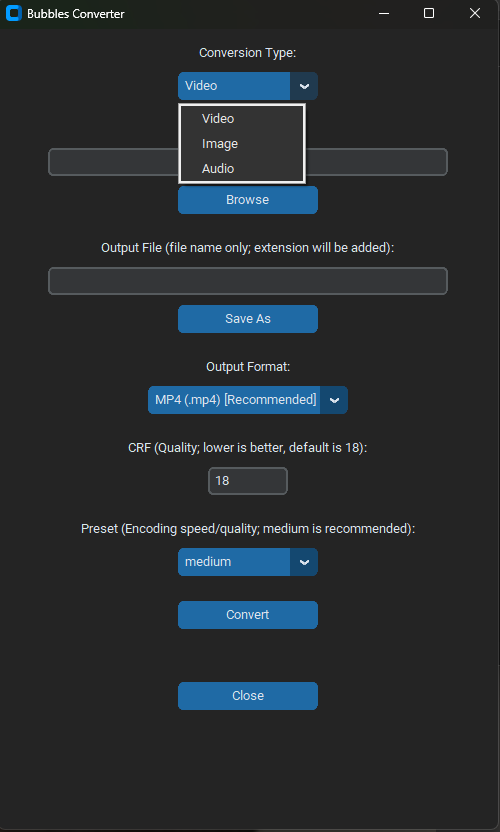 Bubbles Converter
Conversion Type:
Video
Video
Image
Audio
Browse
Output File (file name only; extension will be added):
Save As
Output Format:
MP4 (.mp4) [Recommended]
CRF (Quality; lower is better, default is 18):
18
Preset (Encoding speed/quality; medium is recommended):
medium
Convert
Close